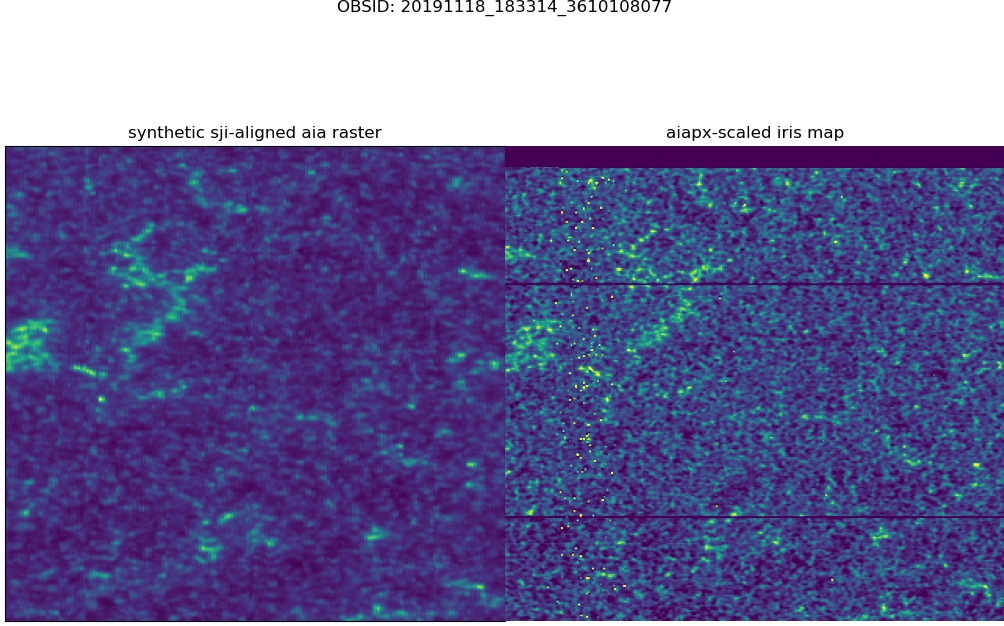 OBSID: 20191118_183314_3610108077
synthetic sji-aligned aia raster
aiapx-scaled iris map